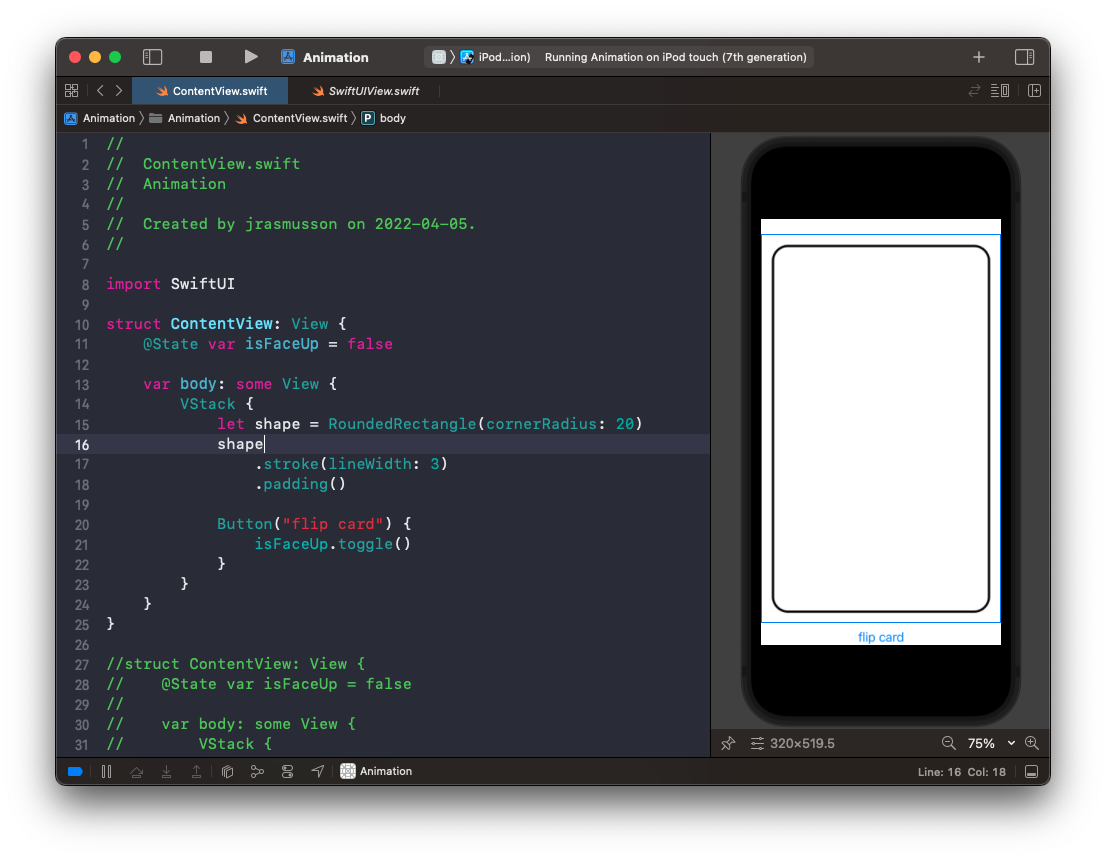 Animation
iPod...ion) Running Animation on iPod touch (7th generation)
ContentView.swift SwiftUIView.swift
Animation Animation ContentView.swift P body
1 //
2 //  ContentView.swift
3 //  Animation
4 //
5 //  Created by jrasmusson on 2022-04-05.
6 //
7
8 import SwiftUI
9
10 struct ContentView: View {
11     @State var isFaceUp = false
12
13     var body: some View {
14         VStack {
15             let shape = RoundedRectangle(cornerRadius: 20)
16             shape
17                 .stroke(lineWidth: 3)
18                 .padding()
19
20             Button("flip card") {
21                 isFaceUp.toggle()
22             }
23         }
24     }
25 }
26
27 //struct ContentView: View {
28 //    @State var isFaceUp = false
29 //
30 //    var body: some View {
31 //        VStack {
flip card
320×519.5 75%
Animation Line: 16 Col: 18